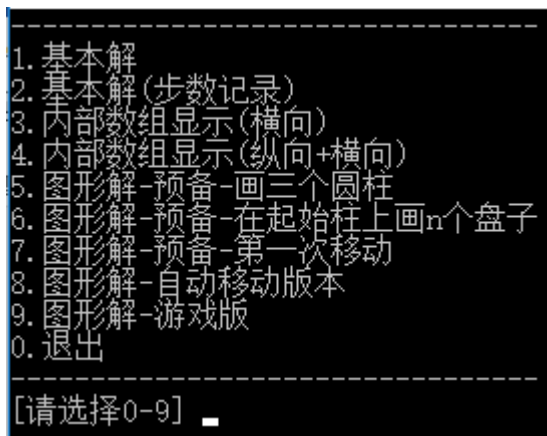 ---------------------------------
1.基本解
2.基本解(步数记录)
3.内部数组显示(横向)
4.内部数组显示(纵向+横向)
5.图形解-预备-画三个圆柱
6.图形解-预备-在起始柱上画n个盘子
7.图形解-预备-第一次移动
8.图形解-自动移动版本
9.图形解-游戏版
0.退出
---------------------------------
[请选择0-9]